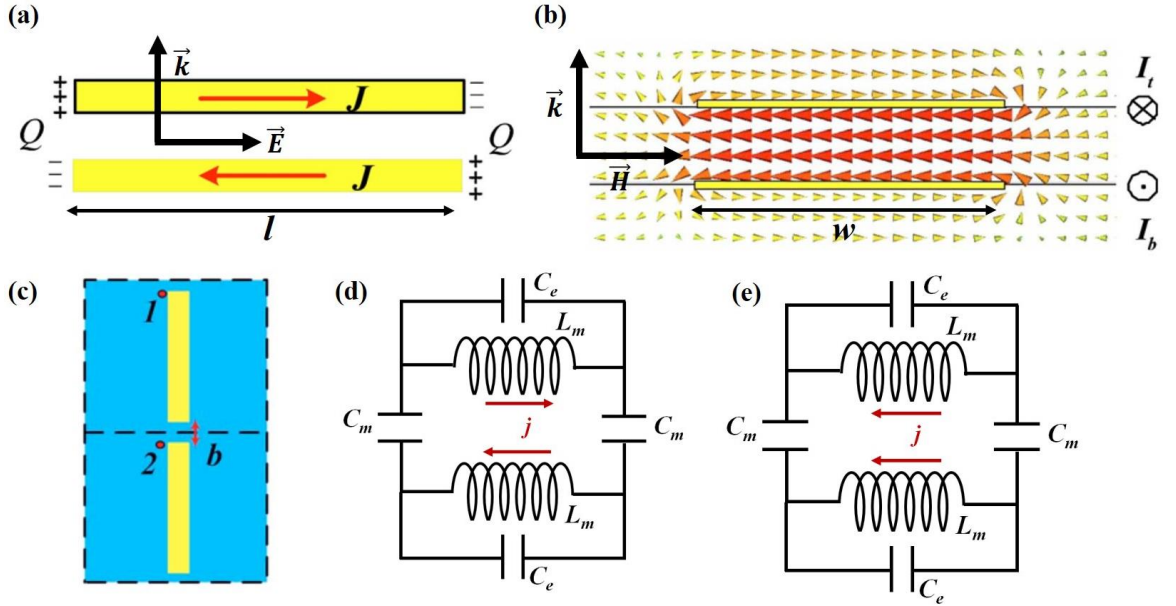 (a)
k⃗
+ + +
J
− − −
Q
E⃗
Q
− − −
J
+ + +
l
(b)
k⃗
H⃗
w
I_t
I_b
(c)
1
2
b
(d)
C_e
L_m
C_m
j
C_m
L_m
C_e
(e)
C_e
L_m
C_m
j
C_m
L_m
C_e